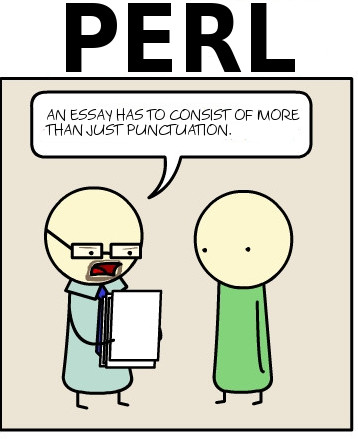 PERL
AN ESSAY HAS TO CONSIST OF MORE
THAN JUST PUNCTUATION.